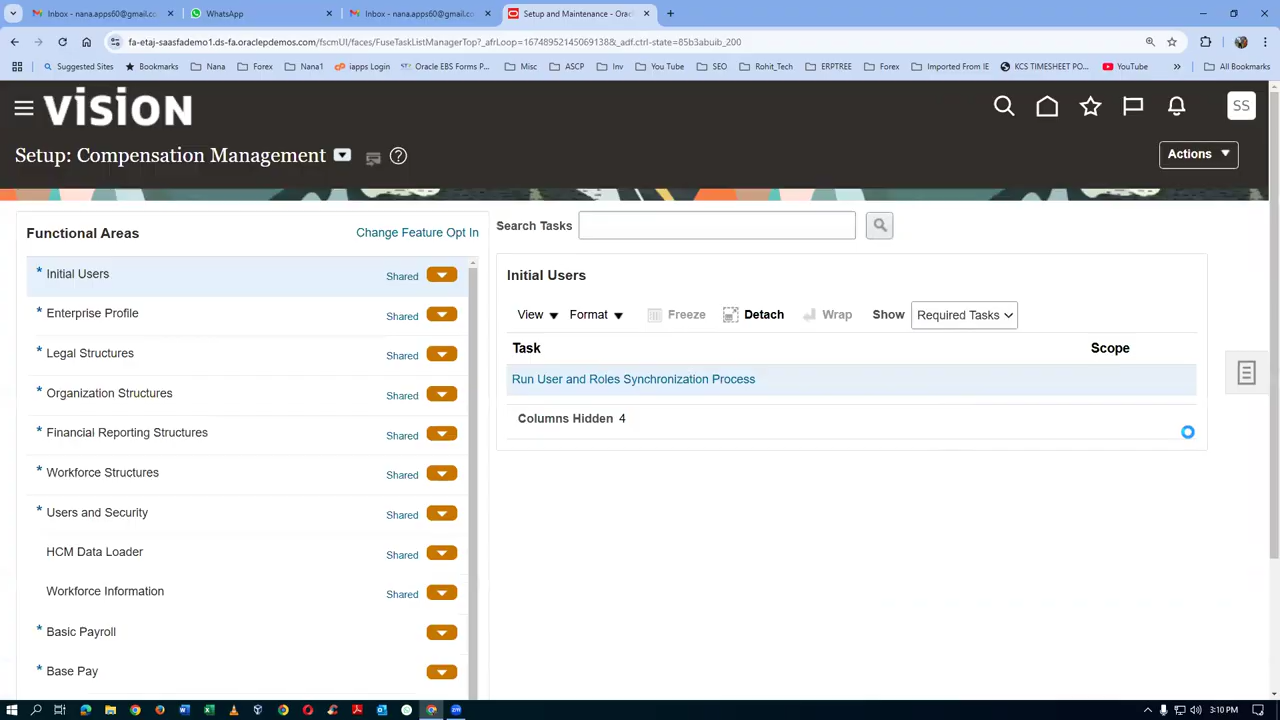 Inbox - nana.apps60@gmail.co
WhatsApp
Inbox - nana.apps60@gmail.co
Setup and Maintenance - Orac
fa-etaj-saasfademo1.ds-fa.oraclepdemos.com/fscmUI/faces/FuseTaskListManagerTop?_afrLoop=16748952145069138&_adf.ctrl-state=85b3abuib_200
Suggested Sites
Bookmarks
Nana
Forex
Nana1
iapps Login
Oracle EBS Forms P...
Misc
ASCP
Inv
You Tube
SEO
Rohit_Tech
ERPTREE
Forex
Imported From IE
KCS TIMESHEET PO...
YouTube
»
All Bookmarks
VISION
SS
Setup: Compensation Management
Actions
Functional Areas
Change Feature Opt In
Search Tasks
* Initial Users Shared
* Enterprise Profile Shared
* Legal Structures Shared
* Organization Structures Shared
* Financial Reporting Structures Shared
* Workforce Structures Shared
* Users and Security Shared
HCM Data Loader Shared
Workforce Information Shared
* Basic Payroll
* Base Pay
Initial Users
View Format Freeze Detach Wrap Show Required Tasks
Task Scope
Run User and Roles Synchronization Process
Columns Hidden 4
3:10 PM